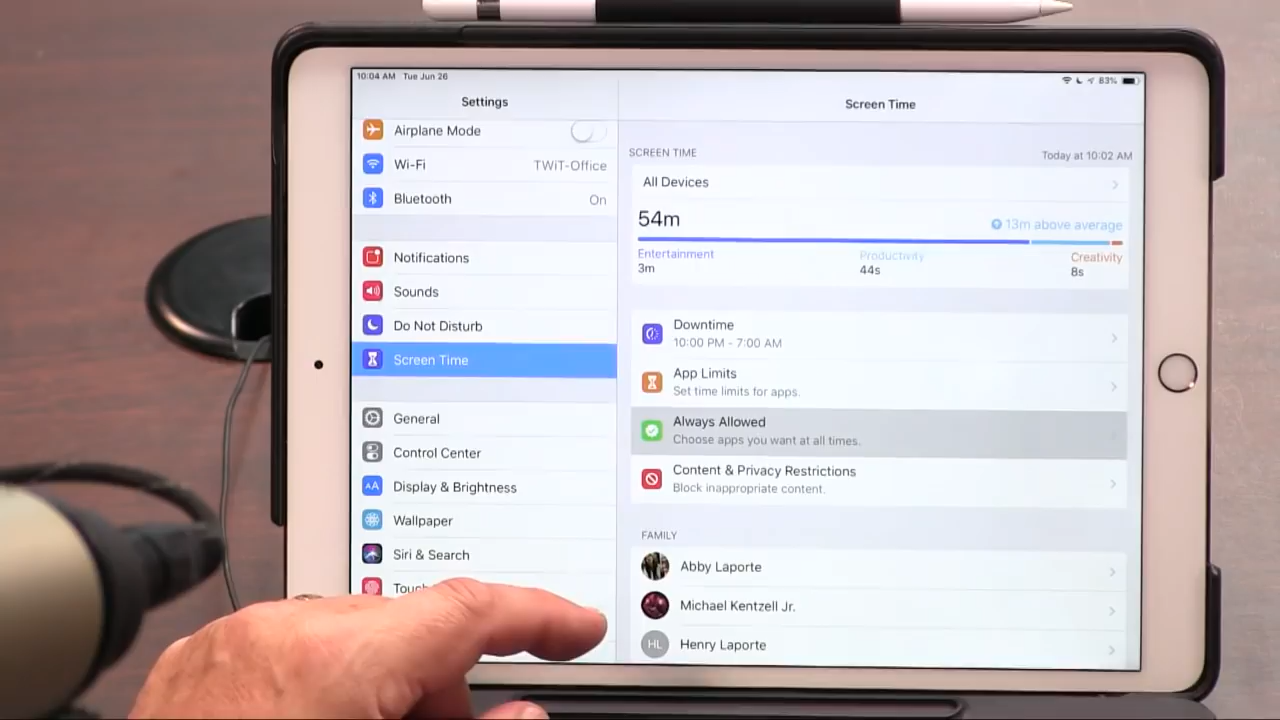 10:04 AM Tue Jun 26
83%
Settings
Airplane Mode
Wi-Fi TWiT-Office
Bluetooth On
Notifications
Sounds
Do Not Disturb
Screen Time
General
Control Center
Display & Brightness
AA
Wallpaper
Siri & Search
Touch
Screen Time
SCREEN TIME Today at 10:02 AM
All Devices
54m 13m above average
Entertainment Productivity Creativity
3m 44s 8s
Downtime
10:00 PM - 7:00 AM
App Limits
Set time limits for apps.
Always Allowed
Choose apps you want at all times.
Content & Privacy Restrictions
Block inappropriate content.
FAMILY
Abby Laporte
Michael Kentzell Jr.
HL Henry Laporte